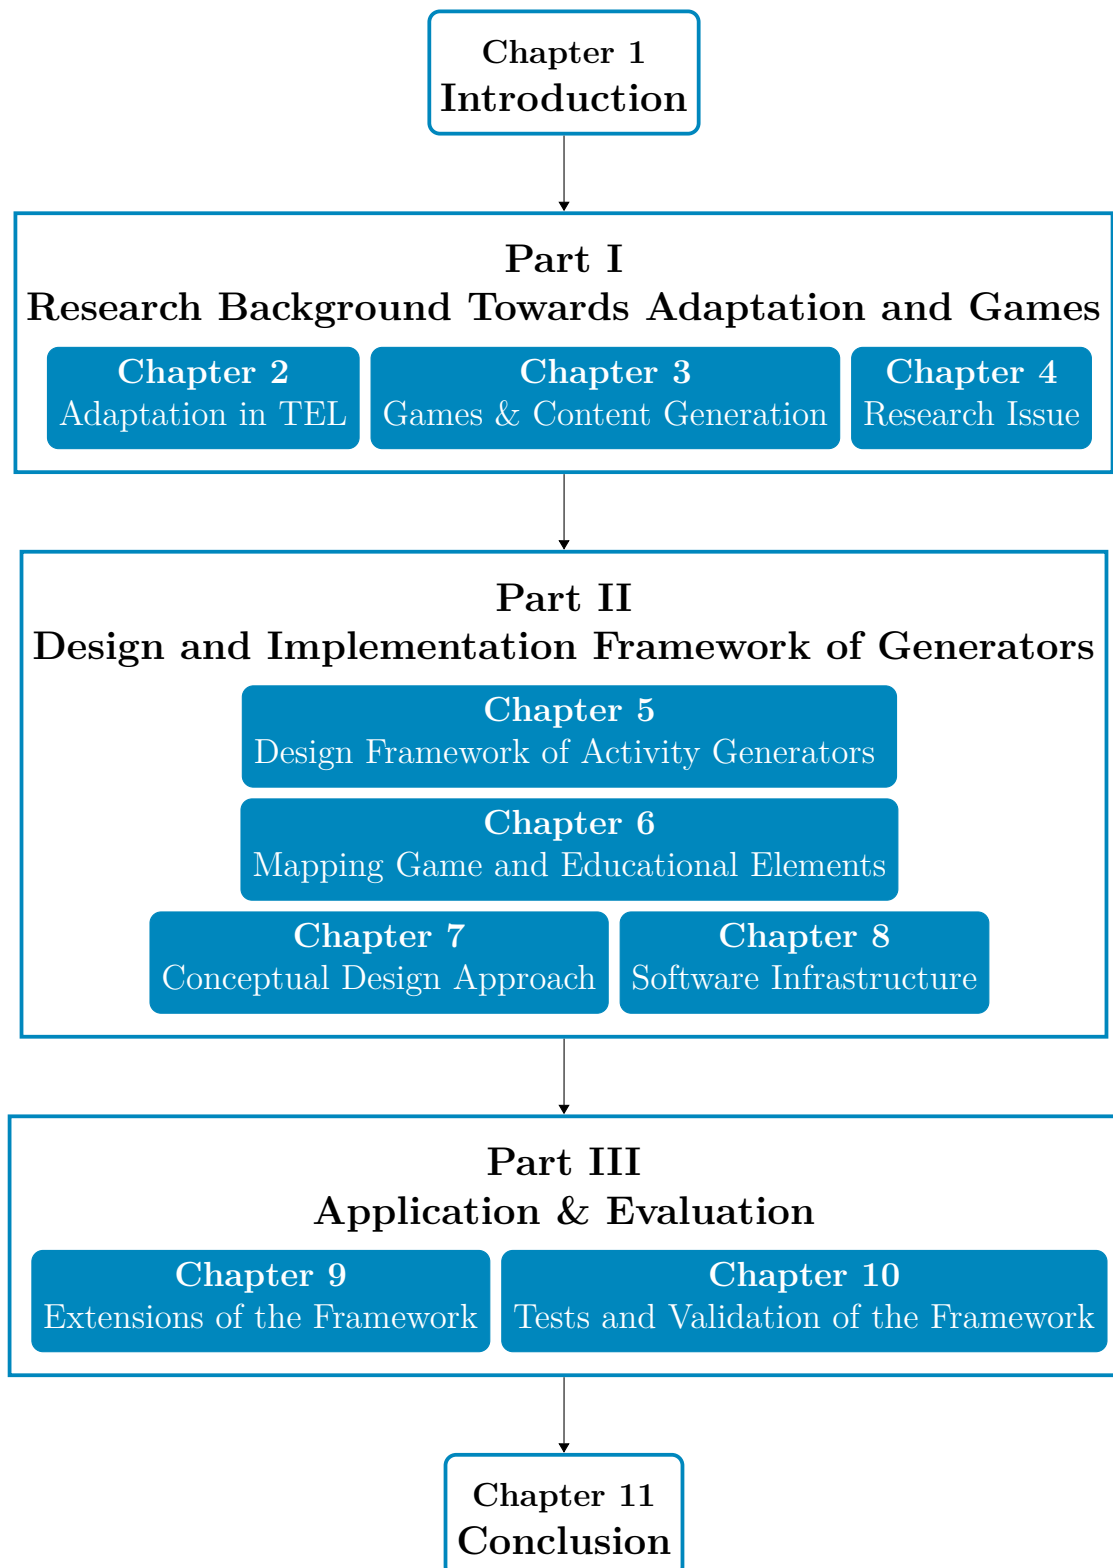 Chapter 1
Introduction
Part I
Research Background Towards Adaptation and Games
Chapter 2
Adaptation in TEL
Chapter 3
Games & Content Generation
Chapter 4
Research Issue
Part II
Design and Implementation Framework of Generators
Chapter 5
Design Framework of Activity Generators
Chapter 6
Mapping Game and Educational Elements
Chapter 7
Conceptual Design Approach
Chapter 8
Software Infrastructure
Part III
Application & Evaluation
Chapter 9
Extensions of the Framework
Chapter 10
Tests and Validation of the Framework
Chapter 11
Conclusion